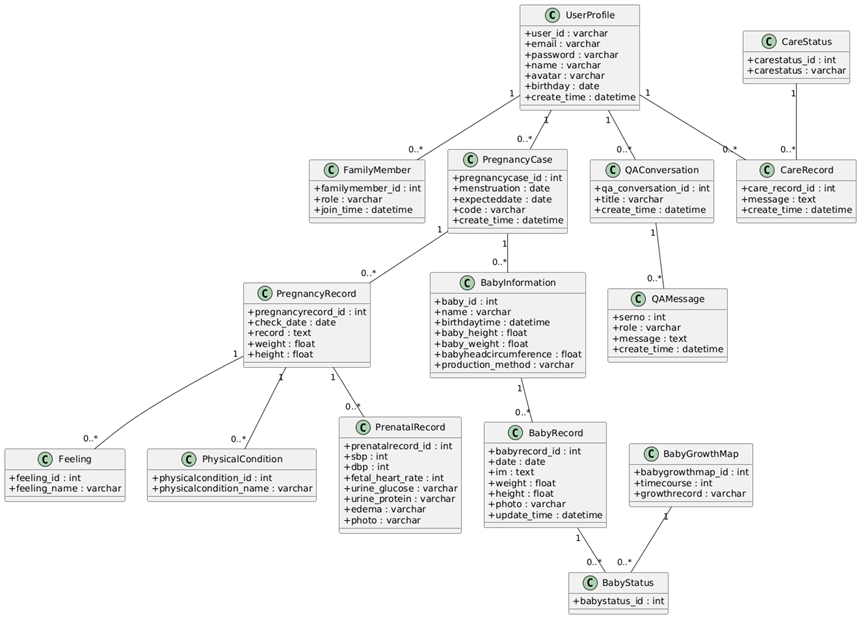 C UserProfile
+user_id : varchar
+email : varchar
+password : varchar
+name : varchar
+avatar : varchar
+birthday : date
+create_time : datetime
C CareStatus
+carestatus_id : int
+carestatus : varchar
1
1
1
1
1
0..*
0..*
0..*
0..*
0..*
C FamilyMember
+familymember_id : int
+role : varchar
+join_time : datetime
C PregnancyCase
+pregnancycase_id : int
+menstruation : date
+expecteddate : date
+code : varchar
+create_time : datetime
C QAConversation
+qa_conversation_id : int
+title : varchar
+create_time : datetime
C CareRecord
+care_record_id : int
+message : text
+create_time : datetime
1
1
1
0..*
0..*
0..*
C PregnancyRecord
+pregnancyrecord_id : int
+check_date : date
+record : text
+weight : float
+height : float
C BabyInformation
+baby_id : int
+name : varchar
+birthdaytime : datetime
+baby_height : float
+baby_weight : float
+babyheadcircumference : float
+production_method : varchar
C QAMessage
+serno : int
+role : varchar
+message : text
+create_time : datetime
1
1
1
1
0..*
0..*
0..*
0..*
C Feeling
+feeling_id : int
+feeling_name : varchar
C PhysicalCondition
+physicalcondition_id : int
+physicalcondition_name : varchar
C PrenatalRecord
+prenatalrecord_id : int
+sbp : int
+dbp : int
+fetal_heart_rate : int
+urine_glucose : varchar
+urine_protein : varchar
+edema : varchar
+photo : varchar
C BabyRecord
+babyrecord_id : int
+date : date
+im : text
+weight : float
+height : float
+photo : varchar
+update_time : datetime
C BabyGrowthMap
+babygrowthmap_id : int
+timecourse : int
+growthrecord : varchar
1
1
0..*
0..*
C BabyStatus
+babystatus_id : int